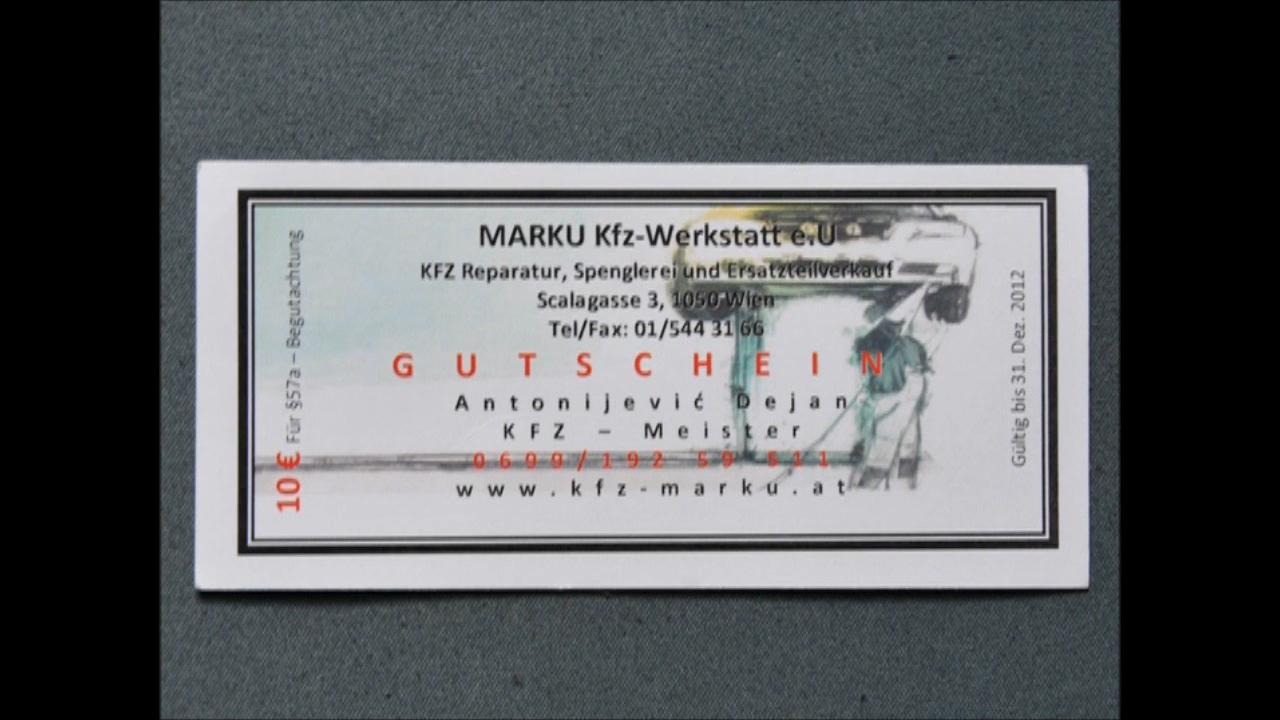 MARKU Kfz-Werkstatt e.U
KFZ Reparatur, Spenglerei und Ersatzteilverkauf
Scalagasse 3, 1050 Wien
Tel/Fax: 01/544 31 66
GUTSCHEIN
Antonijević Dejan
KFZ – Meister
0699/192 59 511
www.kfz-marku.at
10 € Für §57a – Begutachtung
Gültig bis 31. Dez. 2012